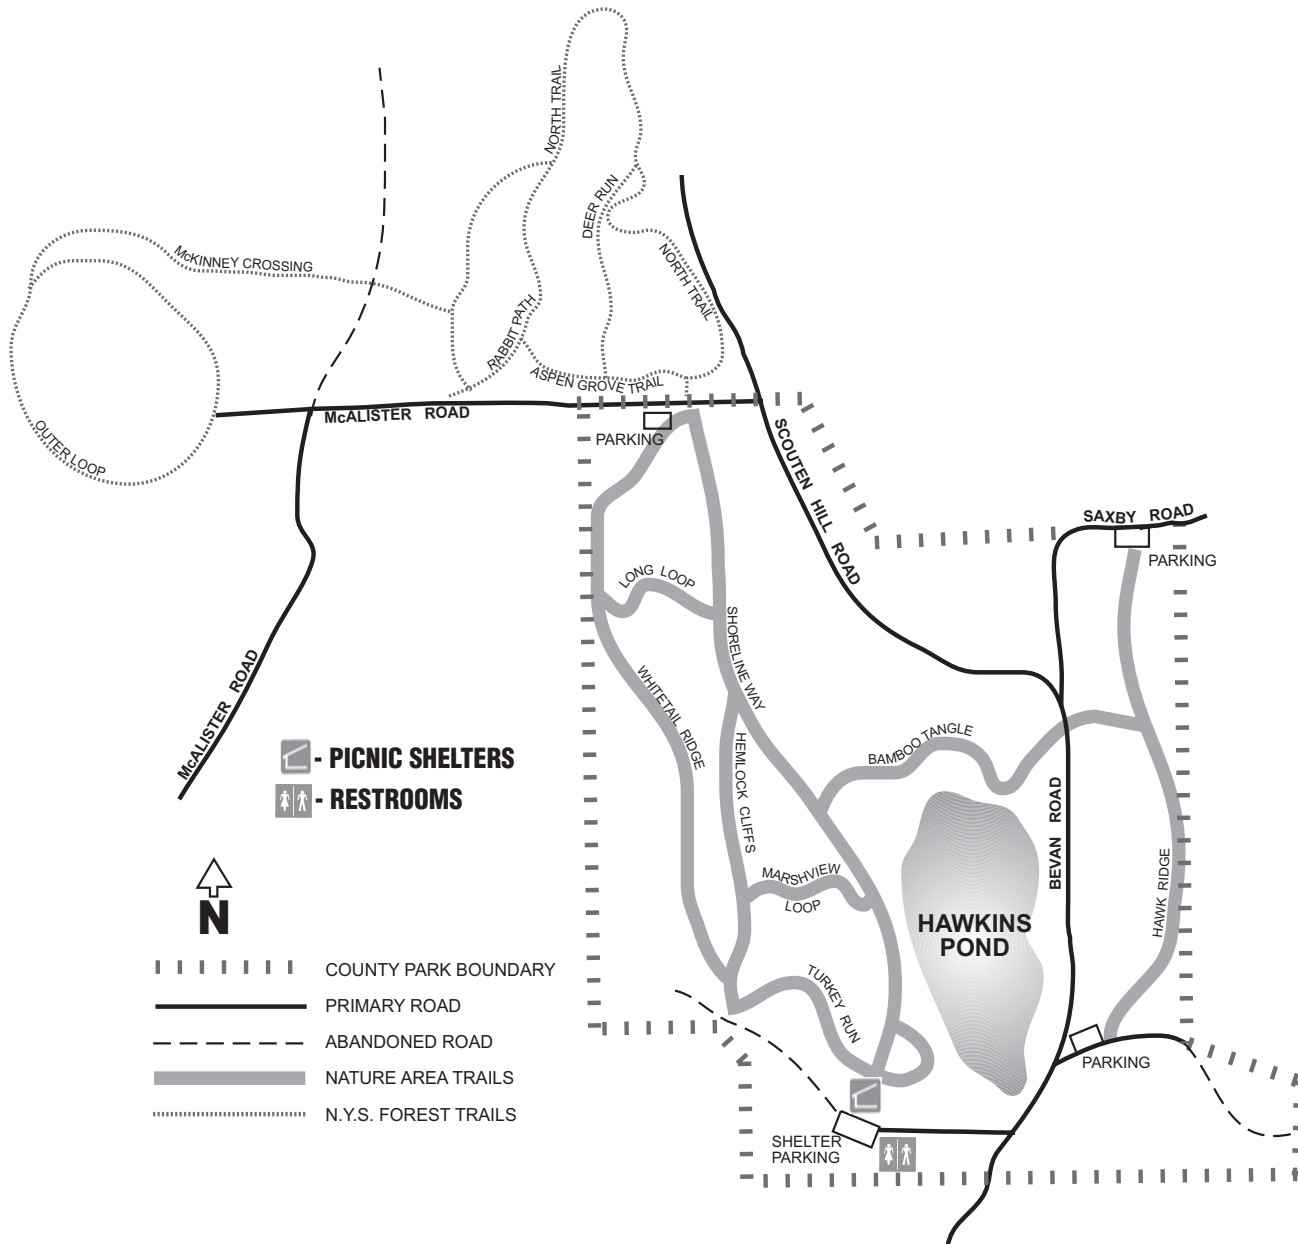 NORTH TRAIL
DEER RUN
McKINNEY CROSSING
NORTH TRAIL
RABBIT PATH
ASPEN GROVE TRAIL
McALISTER ROAD
PARKING
OUTER LOOP
SCOUTEN HILL ROAD
SAXBY ROAD
PARKING
LONG LOOP
SHORELINE WAY
WHITETAIL RIDGE
McALISTER ROAD
BAMBOO TANGLE
HEMLOCK CLIFFS
- PICNIC SHELTERS
- RESTROOMS
BEVAN ROAD
MARSHVIEW
LOOP
HAWK RIDGE
HAWKINS
POND
N
TURKEY RUN
COUNTY PARK BOUNDARY
PRIMARY ROAD
ABANDONED ROAD
NATURE AREA TRAILS
N.Y.S. FOREST TRAILS
PARKING
SHELTER
PARKING